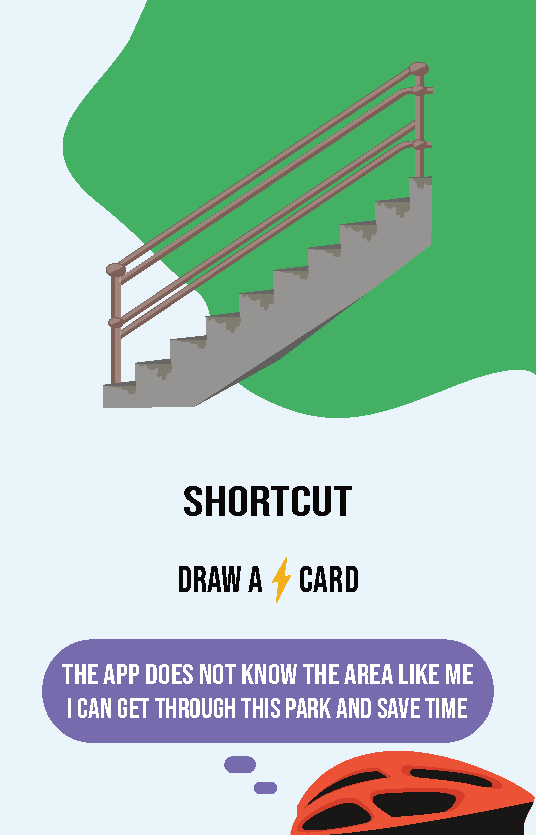 SHORTCUT
DRAW A ⚡ CARD
THE APP DOES NOT KNOW THE AREA LIKE ME
I CAN GET THROUGH THIS PARK AND SAVE TIME